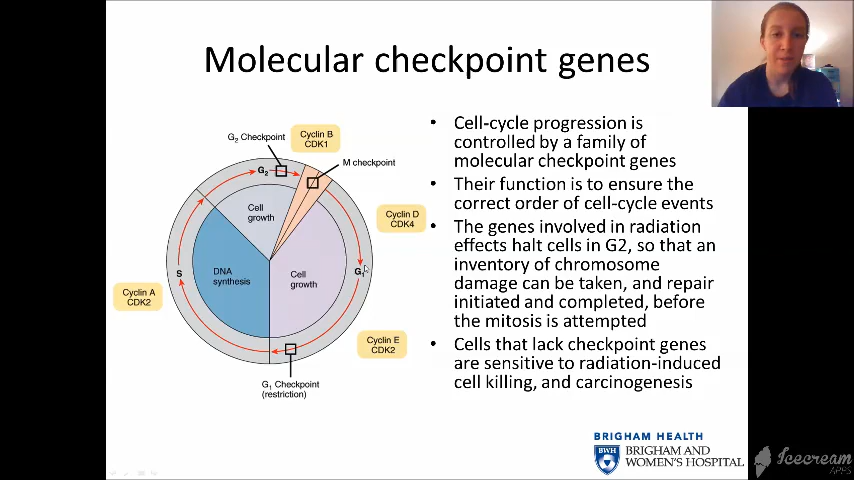 Molecular checkpoint genes
G2 Checkpoint
Cyclin B
CDK1
M checkpoint
G2
Cell
growth
Cyclin D
CDK4
S
DNA
synthesis
Cell
growth
G1
Cyclin A
CDK2
Cyclin E
CDK2
G1 Checkpoint
(restriction)
• Cell-cycle progression is
controlled by a family of
molecular checkpoint genes
• Their function is to ensure the
correct order of cell-cycle events
• The genes involved in radiation
effects halt cells in G2, so that an
inventory of chromosome
damage can be taken, and repair
initiated and completed, before
the mitosis is attempted
• Cells that lack checkpoint genes
are sensitive to radiation-induced
cell killing, and carcinogenesis
BRIGHAM HEALTH
BWH
BRIGHAM AND
WOMEN'S HOSPITAL
Icecream
APPS